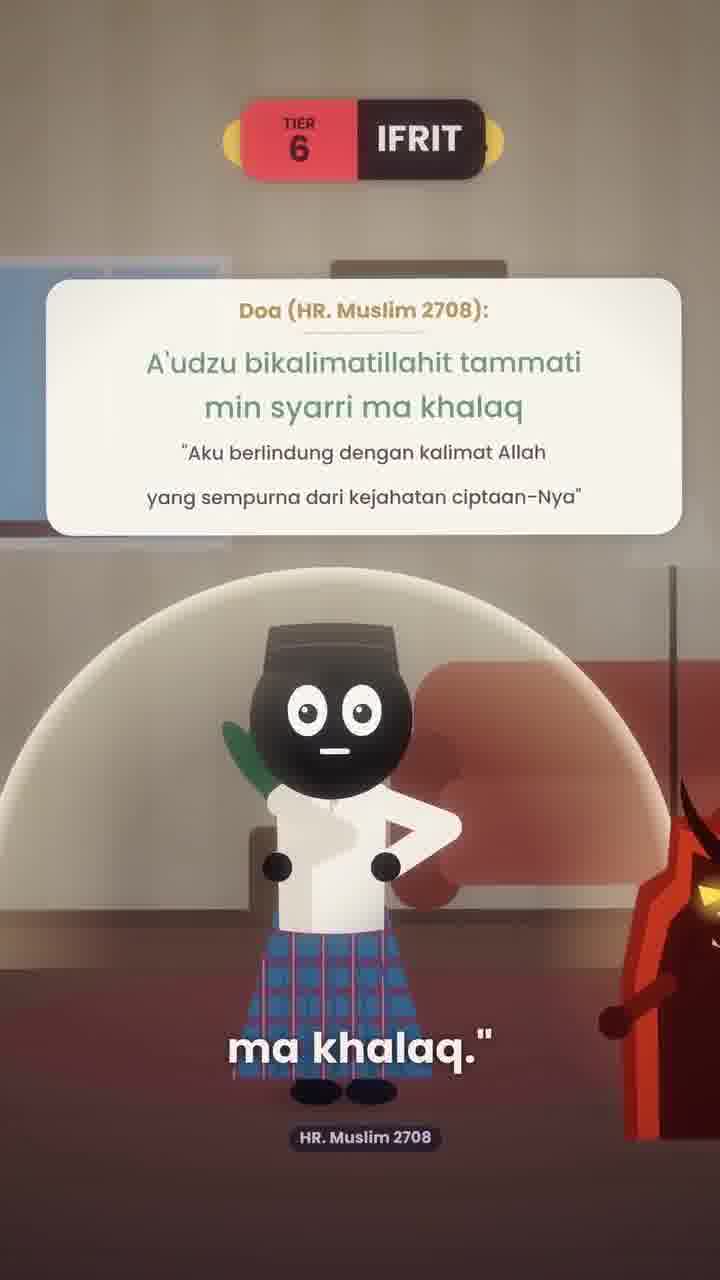 TIER
6
IFRIT
Doa (HR. Muslim 2708):
A'udzu bikalimatillahit tammati
min syarri ma khalaq
"Aku berlindung dengan kalimat Allah
yang sempurna dari kejahatan ciptaan-Nya"
ma khalaq."
HR. Muslim 2708